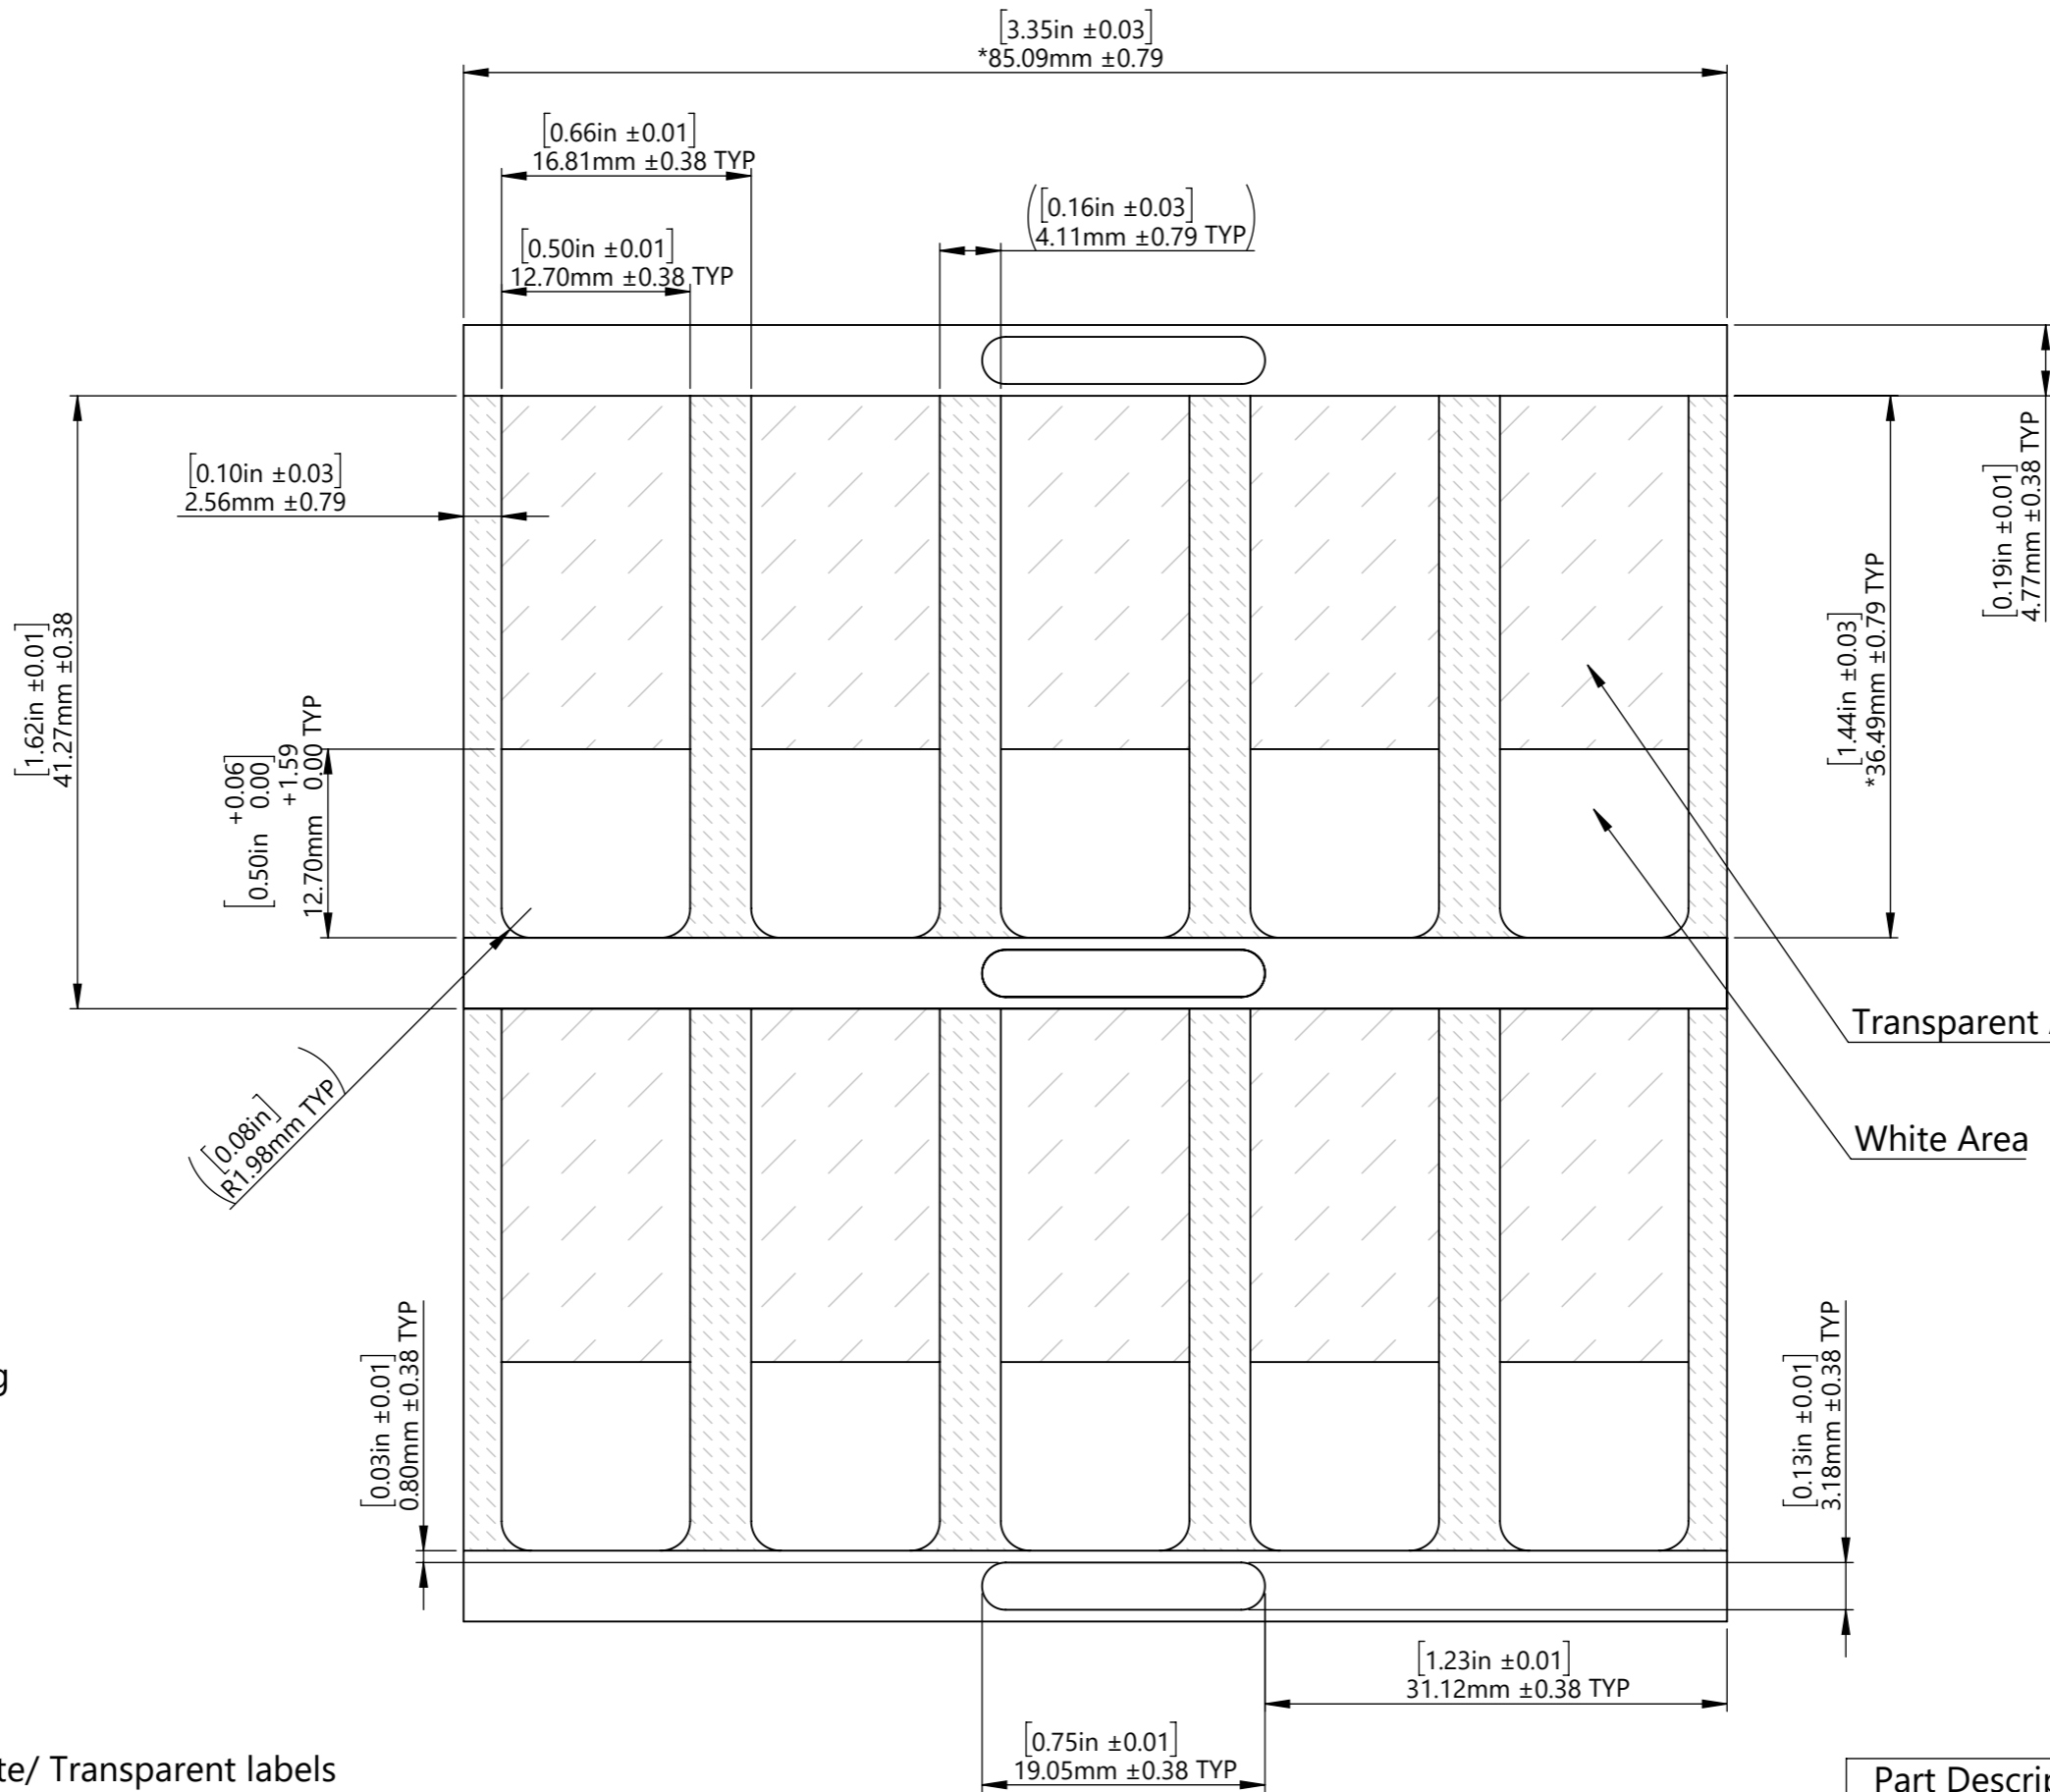 [3.35in ±0.03]
*85.09mm ±0.79
[0.66in ±0.01]
16.81mm ±0.38 TYP
[0.50in ±0.01]
12.70mm ±0.38 TYP
([0.16in ±0.03]
4.11mm ±0.79 TYP)
[0.19in ±0.01]
4.77mm ±0.38 TYP
[0.10in ±0.03]
2.56mm ±0.79
[1.62in ±0.01]
41.27mm ±0.38
[0.50in +0.06 0.00]
12.70mm +1.59 0.00 TYP
[1.44in ±0.03]
*36.49mm ±0.79 TYP
Transparent
White Area
([0.08in]
R1.98mm TYP)
g
[0.03in ±0.01]
0.80mm ±0.38 TYP
[0.13in ±0.01]
3.18mm ±0.38 TYP
[1.23in ±0.01]
31.12mm ±0.38 TYP
[0.75in ±0.01]
19.05mm ±0.38 TYP
te/ Transparent labels
Part Descrip